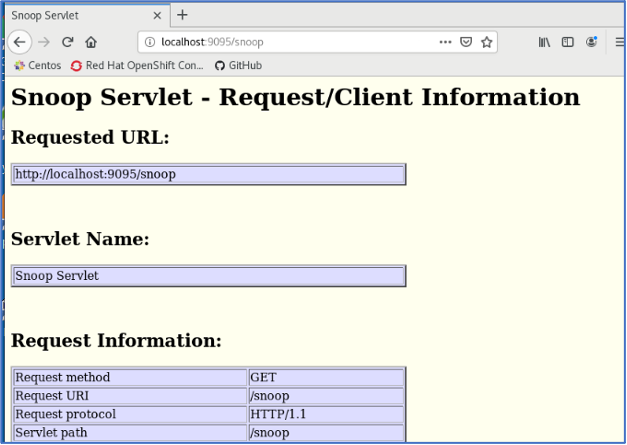 Snoop Servlet
localhost:9095/snoop
Centos Red Hat OpenShift Con... GitHub
Snoop Servlet - Request/Client Information
Requested URL:
http://localhost:9095/snoop
Servlet Name:
Snoop Servlet
Request Information:
Request method GET
Request URI /snoop
Request protocol HTTP/1.1
Servlet path /snoop